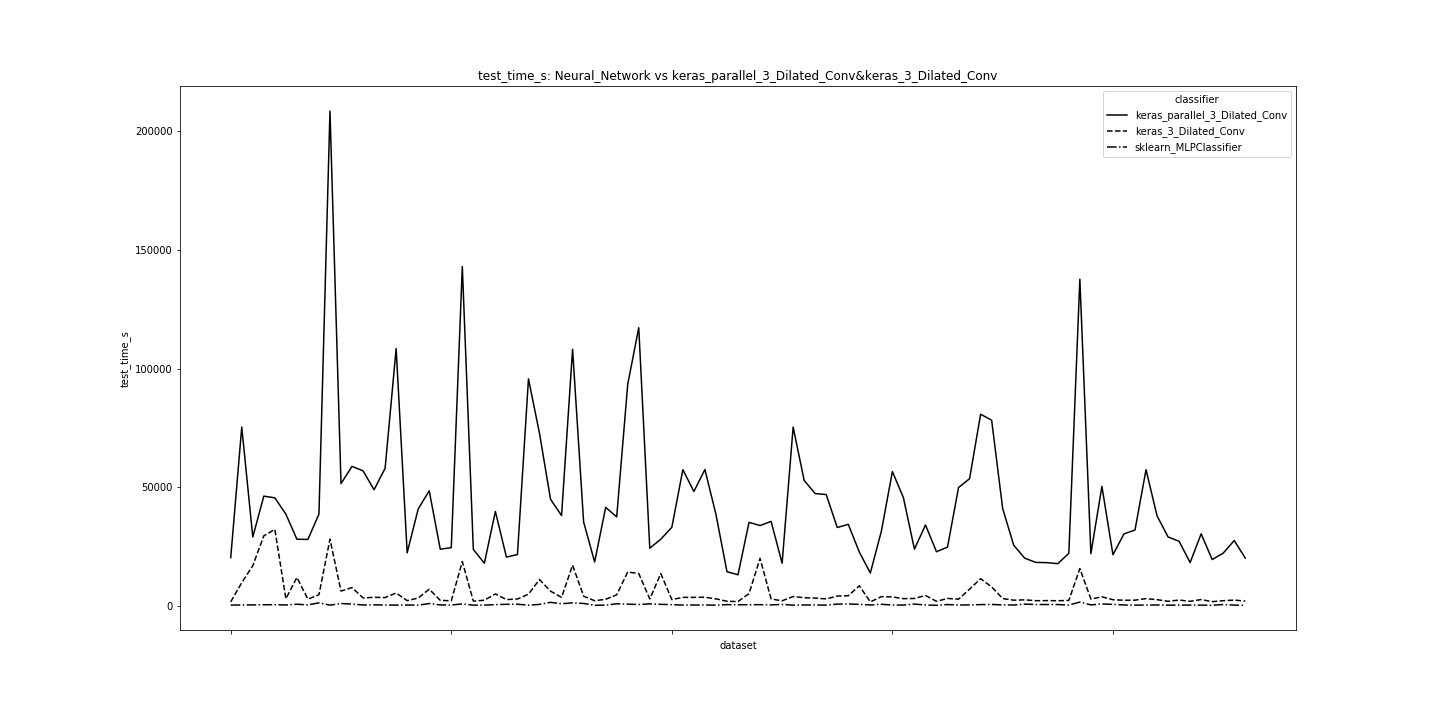 test_time_s: Neural_Network vs keras_parallel_3_Dilated_Conv&keras_3_Dilated_Conv
classifier
keras_parallel_3_Dilated_Conv
keras_3_Dilated_Conv
sklearn_MLPClassifier
200000
150000
100000
50000
0
test_time_s
dataset